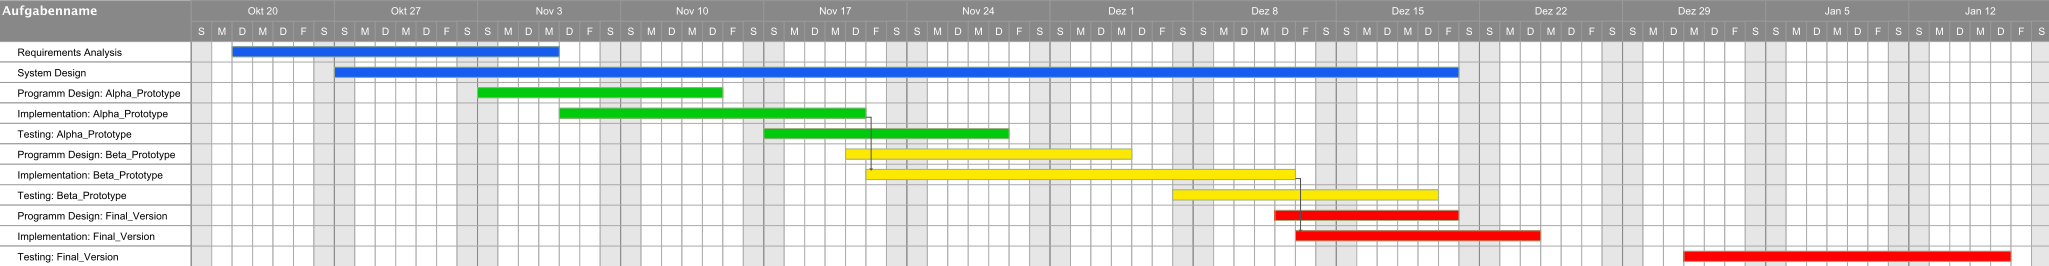 Aufgabenname Okt 20 Okt 27 Nov 3 Nov 10 Nov 17 Nov 24 Dez 1 Dez 8 Dez 15 Dez 22 Dez 29 Jan 5 Jan 12
S M D M D F S S M D M D F S S M D M D F S S M D M D F S S M D M D F S S M D M D F S S M D M D F S S M D M D F S S M D M D F S S M D M D F S S M D M D F S S M D M D F S S M D M D F S
Requirements Analysis
System Design
Programm Design: Alpha_Prototype
Implementation: Alpha_Prototype
Testing: Alpha_Prototype
Programm Design: Beta_Prototype
Implementation: Beta_Prototype
Testing: Beta_Prototype
Programm Design: Final_Version
Implementation: Final_Version
Testing: Final_Version